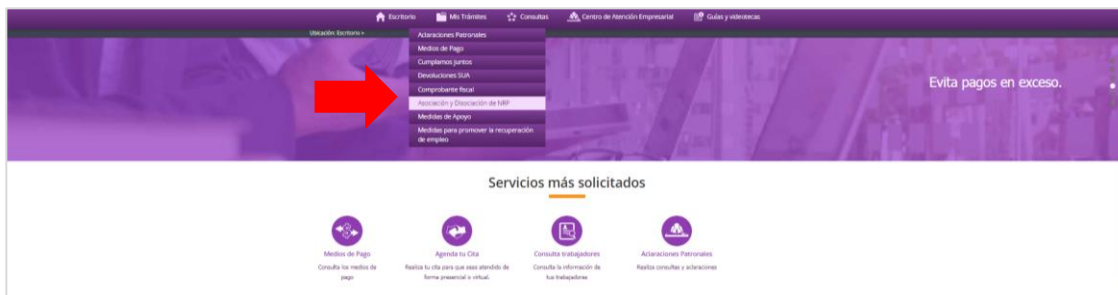 Escritorio Mis Trámites Consultas Centro de Atención Empresarial Guías y videotecas
Ubicación: Escritorio >
Aclaraciones Patronales
Medios de Pago
Cumplamos juntos
Devoluciones SUA
Comprobante fiscal
Asociación y Disociación de NRP
Medidas de Apoyo
Medidas para promover la recuperación
de empleo
Evita pagos en exceso.
Servicios más solicitados
Medios de Pago
Consulta los medios de
pago
Agenda tu Cita
Realiza tu cita para que seas atendido de
forma presencial o virtual.
Consulta trabajadores
Consulta la información de
tus trabajadores
Aclaraciones Patronales
Realiza consultas y aclaraciones